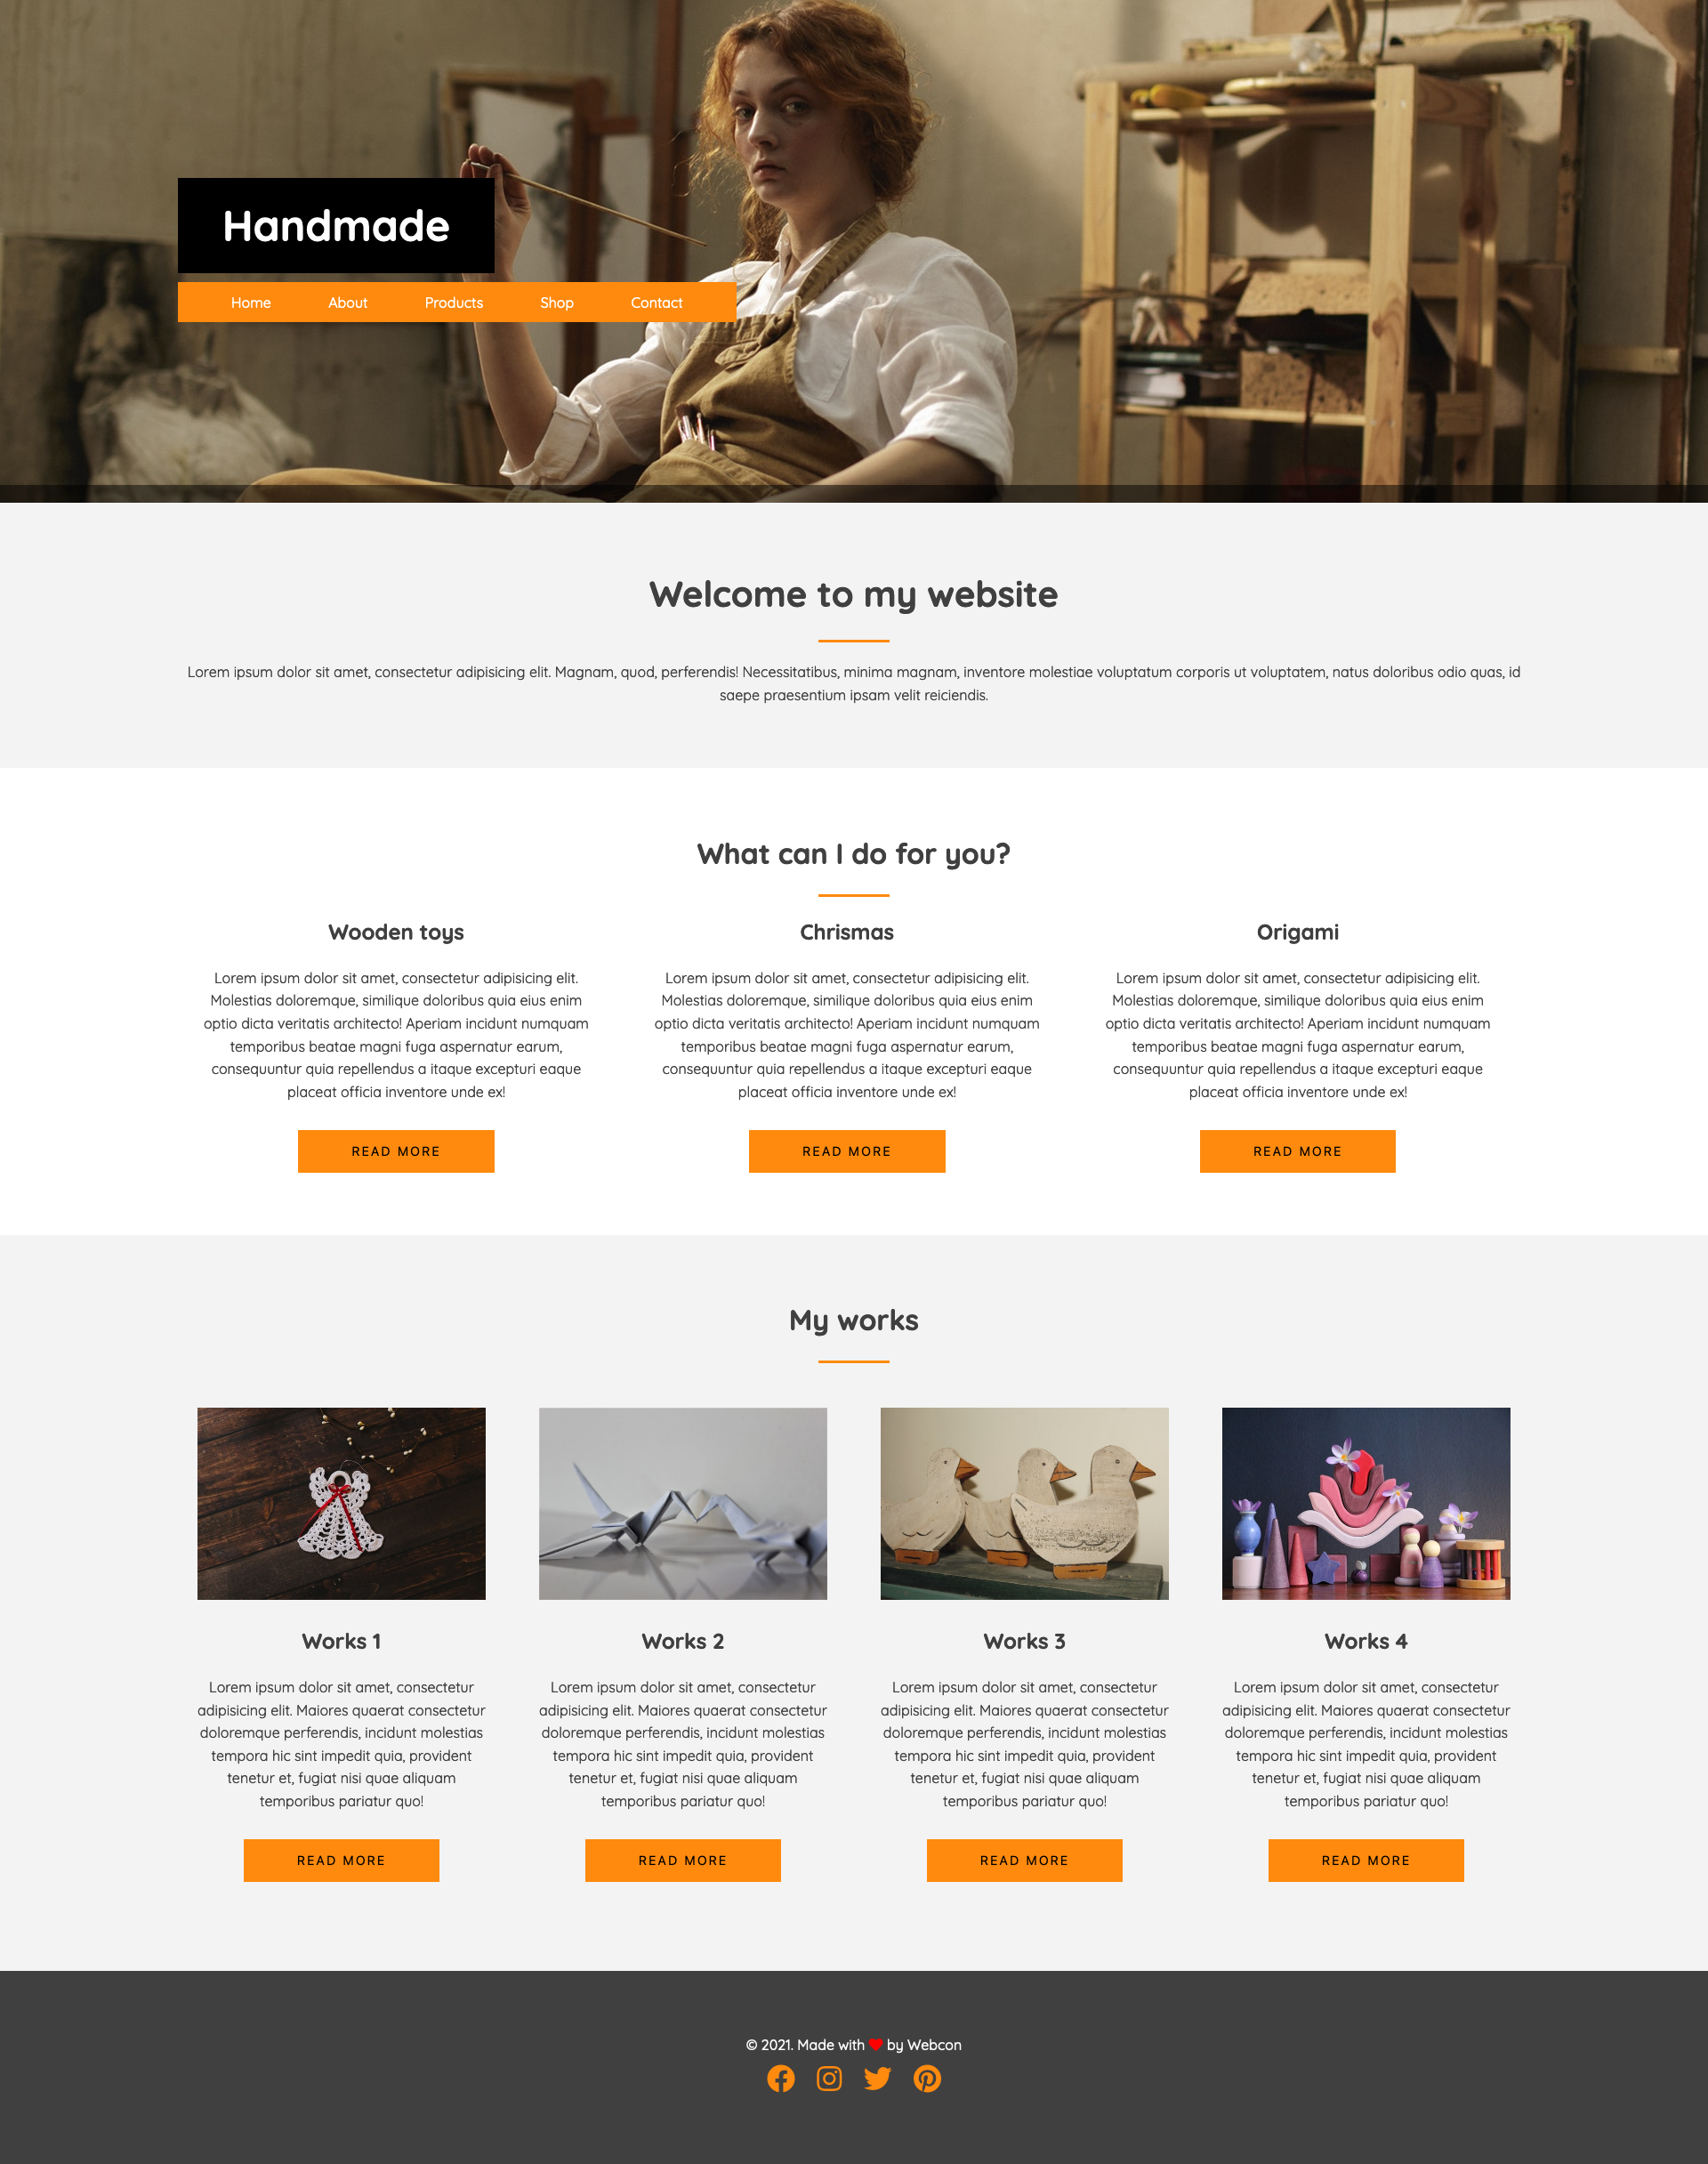 Handmade
Home About Products Shop Contact
Welcome to my website
Lorem ipsum dolor sit amet, consectetur adipisicing elit. Magnam, quod, perferendis! Necessitatibus, minima magnam, inventore molestiae voluptatum corporis ut voluptatem, natus doloribus odio quas, id
saepe praesentium ipsam velit reiciendis.
What can I do for you?
Wooden toys
Lorem ipsum dolor sit amet, consectetur adipisicing elit.
Molestias doloremque, similique doloribus quia eius enim
optio dicta veritatis architecto! Aperiam incidunt numquam
temporibus beatae magni fuga aspernatur earum,
consequuntur quia repellendus a itaque excepturi eaque
placeat officia inventore unde ex!
READ MORE
Chrismas
Lorem ipsum dolor sit amet, consectetur adipisicing elit.
Molestias doloremque, similique doloribus quia eius enim
optio dicta veritatis architecto! Aperiam incidunt numquam
temporibus beatae magni fuga aspernatur earum,
consequuntur quia repellendus a itaque excepturi eaque
placeat officia inventore unde ex!
READ MORE
Origami
Lorem ipsum dolor sit amet, consectetur adipisicing elit.
Molestias doloremque, similique doloribus quia eius enim
optio dicta veritatis architecto! Aperiam incidunt numquam
temporibus beatae magni fuga aspernatur earum,
consequuntur quia repellendus a itaque excepturi eaque
placeat officia inventore unde ex!
READ MORE
My works
Works 1
Lorem ipsum dolor sit amet, consectetur
adipisicing elit. Maiores quaerat consectetur
doloremque perferendis, incidunt molestias
tempora hic sint impedit quia, provident
tenetur et, fugiat nisi quae aliquam
temporibus pariatur quo!
READ MORE
Works 2
Lorem ipsum dolor sit amet, consectetur
adipisicing elit. Maiores quaerat consectetur
doloremque perferendis, incidunt molestias
tempora hic sint impedit quia, provident
tenetur et, fugiat nisi quae aliquam
temporibus pariatur quo!
READ MORE
Works 3
Lorem ipsum dolor sit amet, consectetur
adipisicing elit. Maiores quaerat consectetur
doloremque perferendis, incidunt molestias
tempora hic sint impedit quia, provident
tenetur et, fugiat nisi quae aliquam
temporibus pariatur quo!
READ MORE
Works 4
Lorem ipsum dolor sit amet, consectetur
adipisicing elit. Maiores quaerat consectetur
doloremque perferendis, incidunt molestias
tempora hic sint impedit quia, provident
tenetur et, fugiat nisi quae aliquam
temporibus pariatur quo!
READ MORE
© 2021. Made with ❤ by Webcon